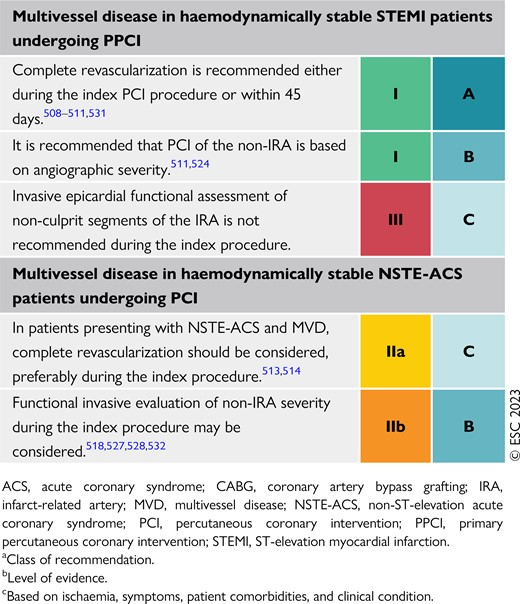 Multivessel disease in haemodynamically stable STEMI patients
undergoing PPCI
Complete revascularization is recommended either
during the index PCI procedure or within 45
days.508–511,531
I
A
It is recommended that PCI of the non-IRA is based
on angiographic severity.511,524
I
B
Invasive epicardial functional assessment of
non-culprit segments of the IRA is not
recommended during the index procedure.
III
C
Multivessel disease in haemodynamically stable NSTE-ACS
patients undergoing PCI
In patients presenting with NSTE-ACS and MVD,
complete revascularization should be considered,
preferably during the index procedure.513,514
IIa
C
Functional invasive evaluation of non-IRA severity
during the index procedure may be
considered.518,527,528,532
IIb
B
© ESC 2023
ACS, acute coronary syndrome; CABG, coronary artery bypass grafting; IRA,
infarct-related artery; MVD, multivessel disease; NSTE-ACS, non-ST-elevation acute
coronary syndrome; PCI, percutaneous coronary intervention; PPCI, primary
percutaneous coronary intervention; STEMI, ST-elevation myocardial infarction.
aClass of recommendation.
bLevel of evidence.
cBased on ischaemia, symptoms, patient comorbidities, and clinical condition.